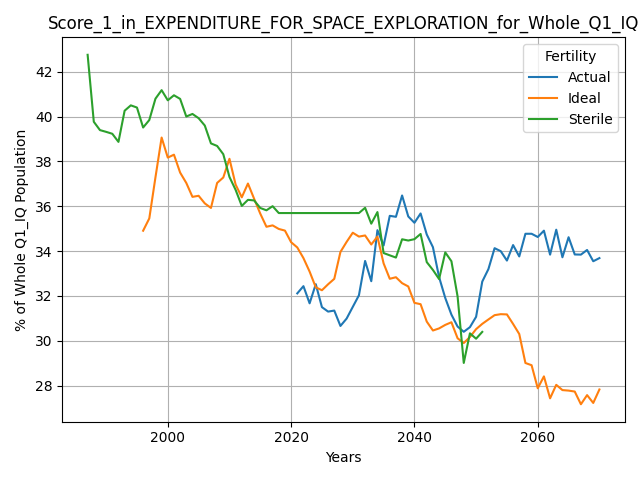 Score_1_in_EXPENDITURE_FOR_SPACE_EXPLORATION_for_Whole_Q1_IQ
Fertility
Actual
Ideal
Sterile
% of Whole Q1_IQ Population
42
40
38
36
34
32
30
28
2000
2020
2040
2060
Years